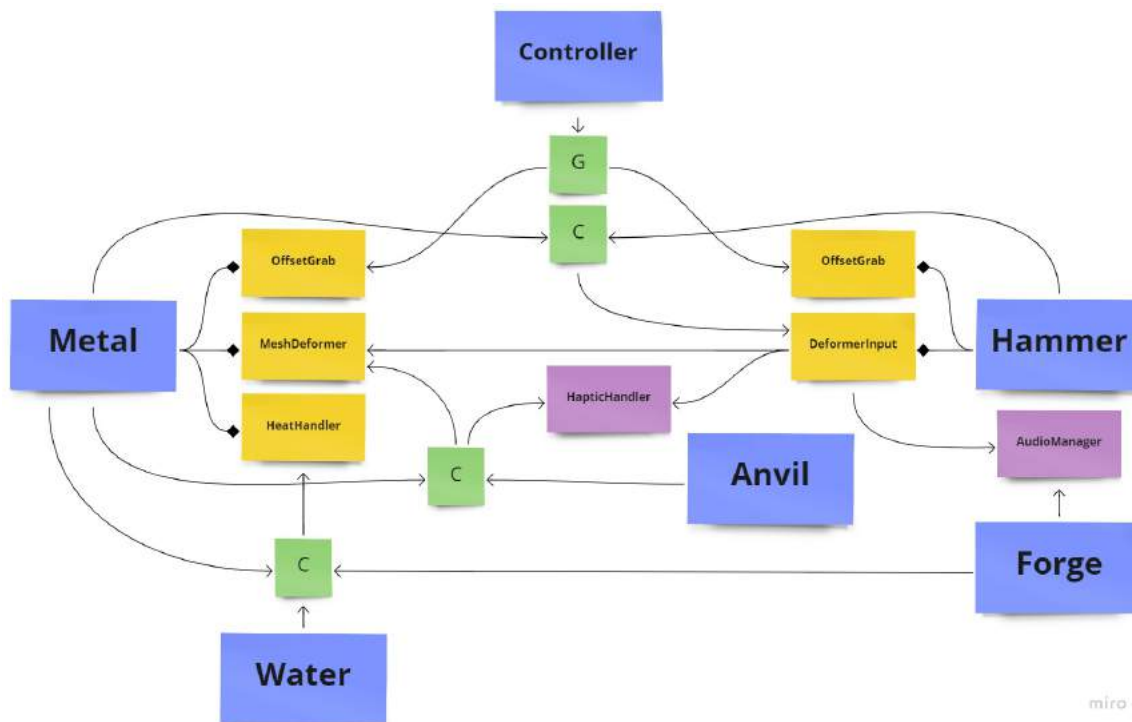 Controller
G
C
OffsetGrab
OffsetGrab
Metal
MeshDeformer
DeformerInput
Hammer
HapticHandler
HeatHandler
AudioManager
C
Anvil
C
Forge
Water
miro